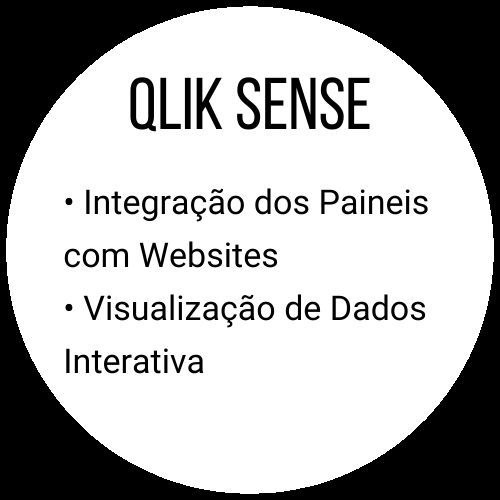 QLIK SENSE
• Integração dos Paineis
com Websites
• Visualização de Dados
Interativa